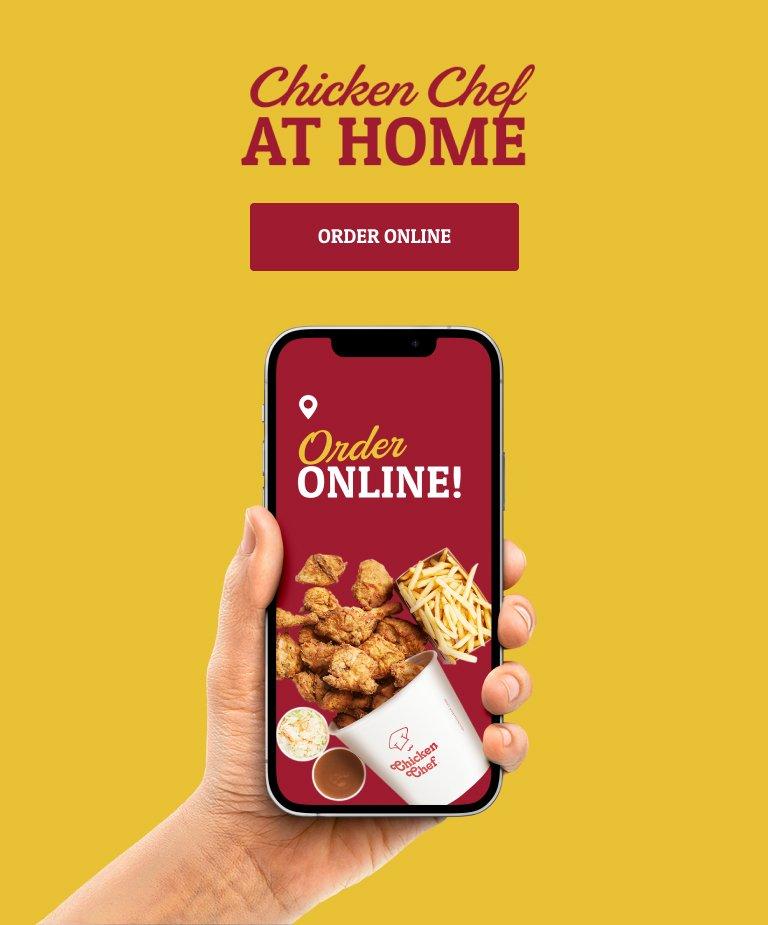 Chicken Chef
AT HOME
ORDER ONLINE
Order
ONLINE!
Chicken
Chef